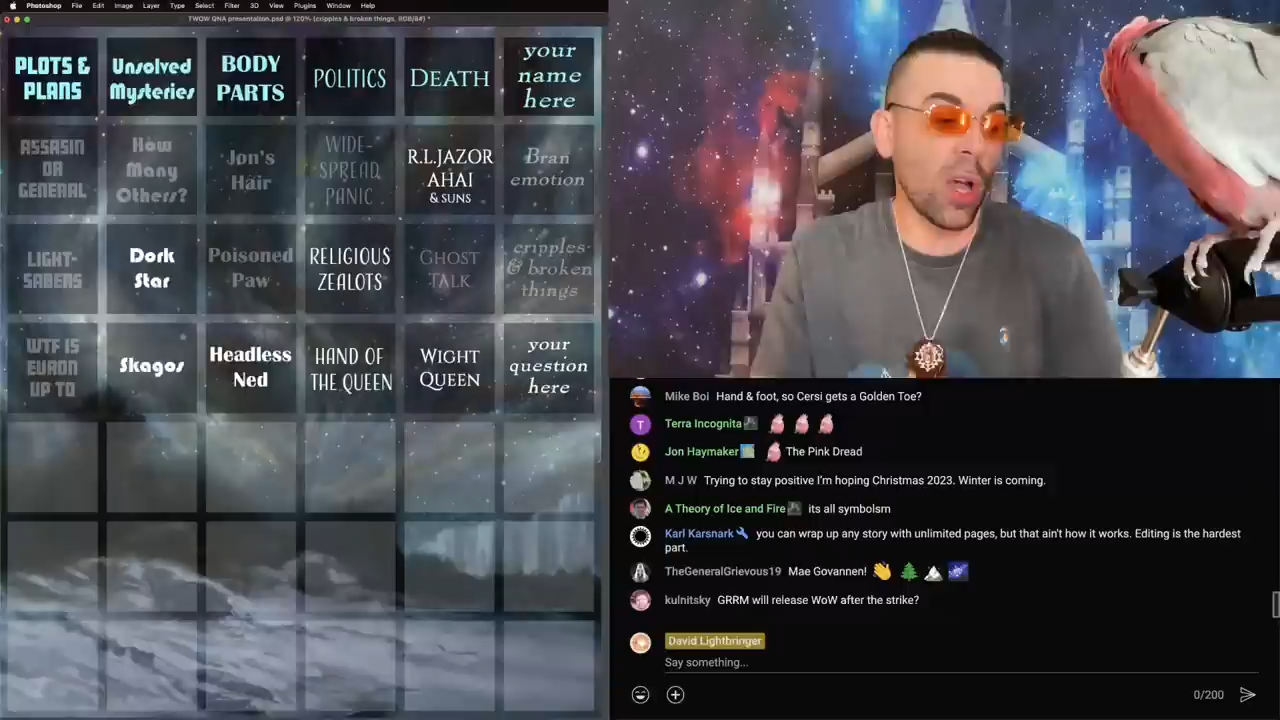 Photoshop File Edit Image Layer Type Select Filter 3D View Plugins Window Help
TWOW QNA presentation.psd @ 120% (cripples & broken things, RGB/8#) *
PLOTS &
PLANS
Unsolved
Mysteries
BODY
PARTS
POLITICS
DEATH
your
name
here
ASSASIN
OR
GENERAL
How
Many
Others?
Jon's
Hair
WIDE-
SPREAD
PANIC
R.L.JAZOR
AHAI
& SUNS
Bran
emotion
LIGHT-
SABERS
Dork
Star
Poisoned
Paw
RELIGIOUS
ZEALOTS
GHOST
TALK
cripples
& broken
things
WTF IS
EURON
UP TO
Skagos
Headless
Ned
HAND OF
THE QUEEN
WIGHT
QUEEN
your
question
here
Mike Boi Hand & foot, so Cersi gets a Golden Toe?
Terra Incognita
Jon Haymaker The Pink Dread
M J W Trying to stay positive I'm hoping Christmas 2023. Winter is coming.
A Theory of Ice and Fire its all symbolsm
Karl Karsnark you can wrap up any story with unlimited pages, but that ain't how it works. Editing is the hardest
part.
TheGeneralGrievous19 Mae Govannen!
kulnitsky GRRM will release WoW after the strike?
David Lightbringer
Say something...
0/200